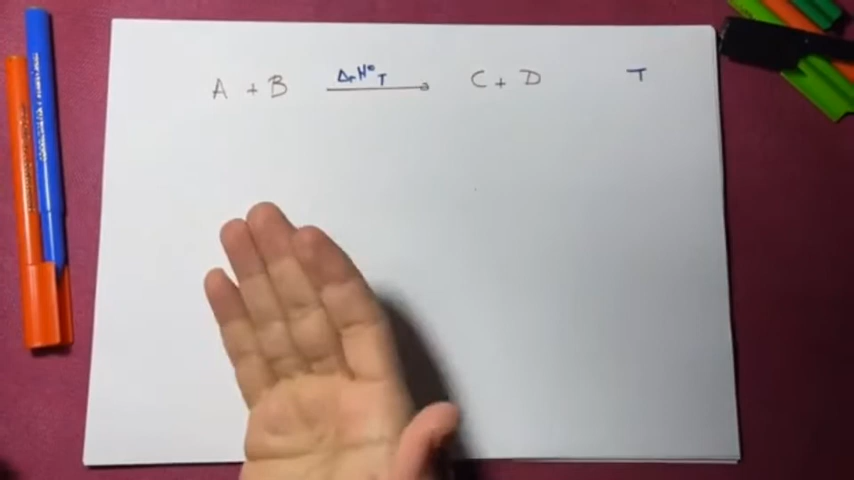 A + B ΔrH°T → C + D T